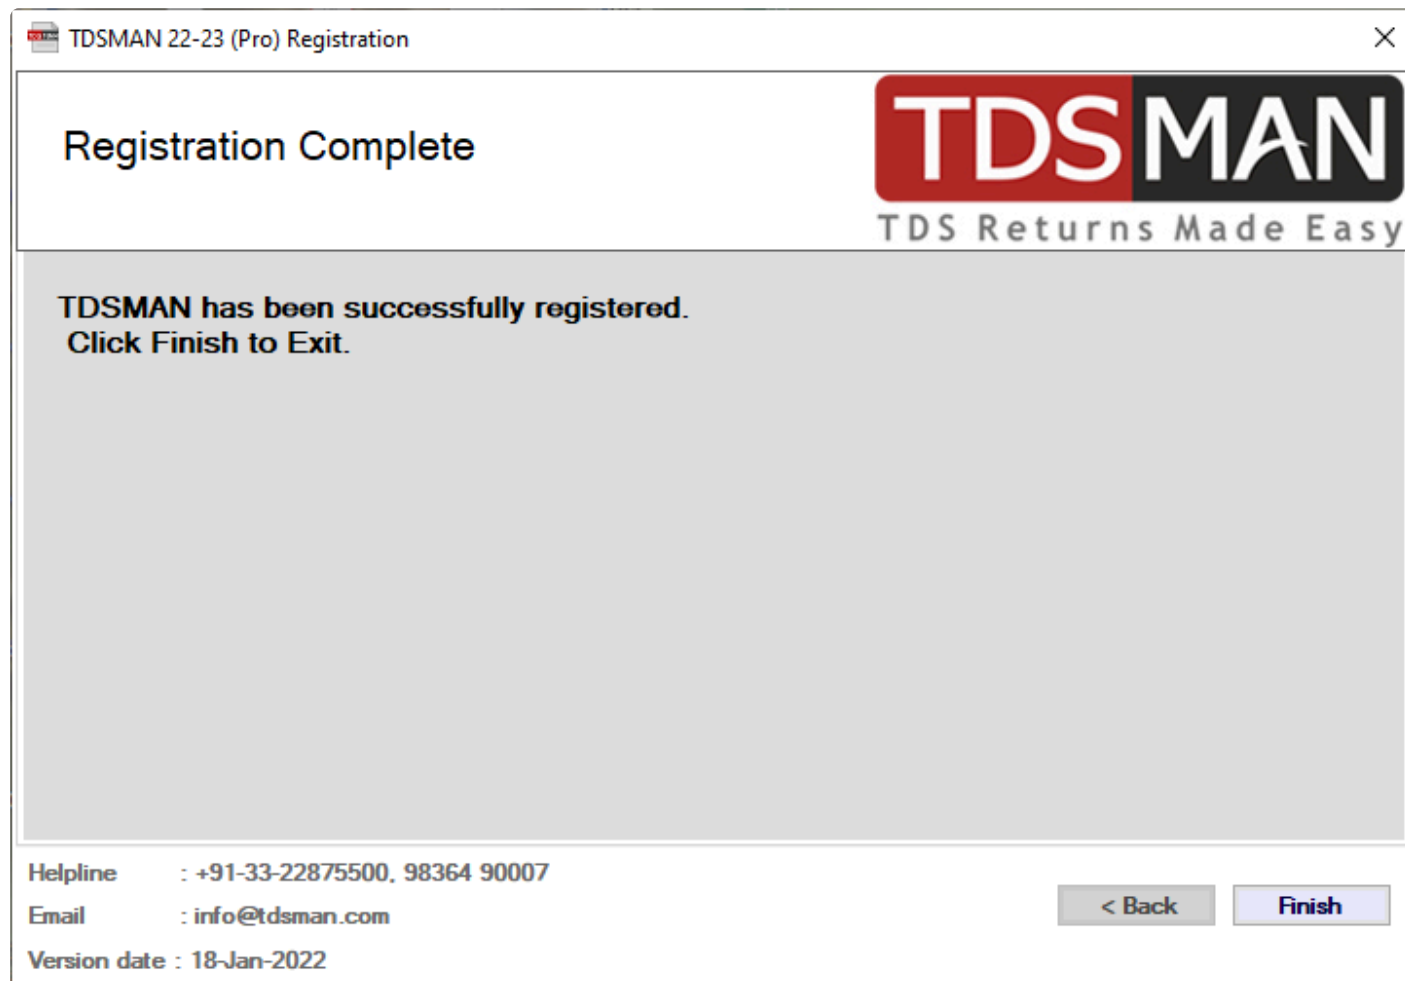 TDSMAN 22-23 (Pro) Registration
Registration Complete
TDSMAN
TDS Returns Made Easy
TDSMAN has been successfully registered.
Click Finish to Exit.
Helpline : +91-33-22875500, 98364 90007
Email : info@tdsman.com
Version date : 18-Jan-2022
< Back Finish